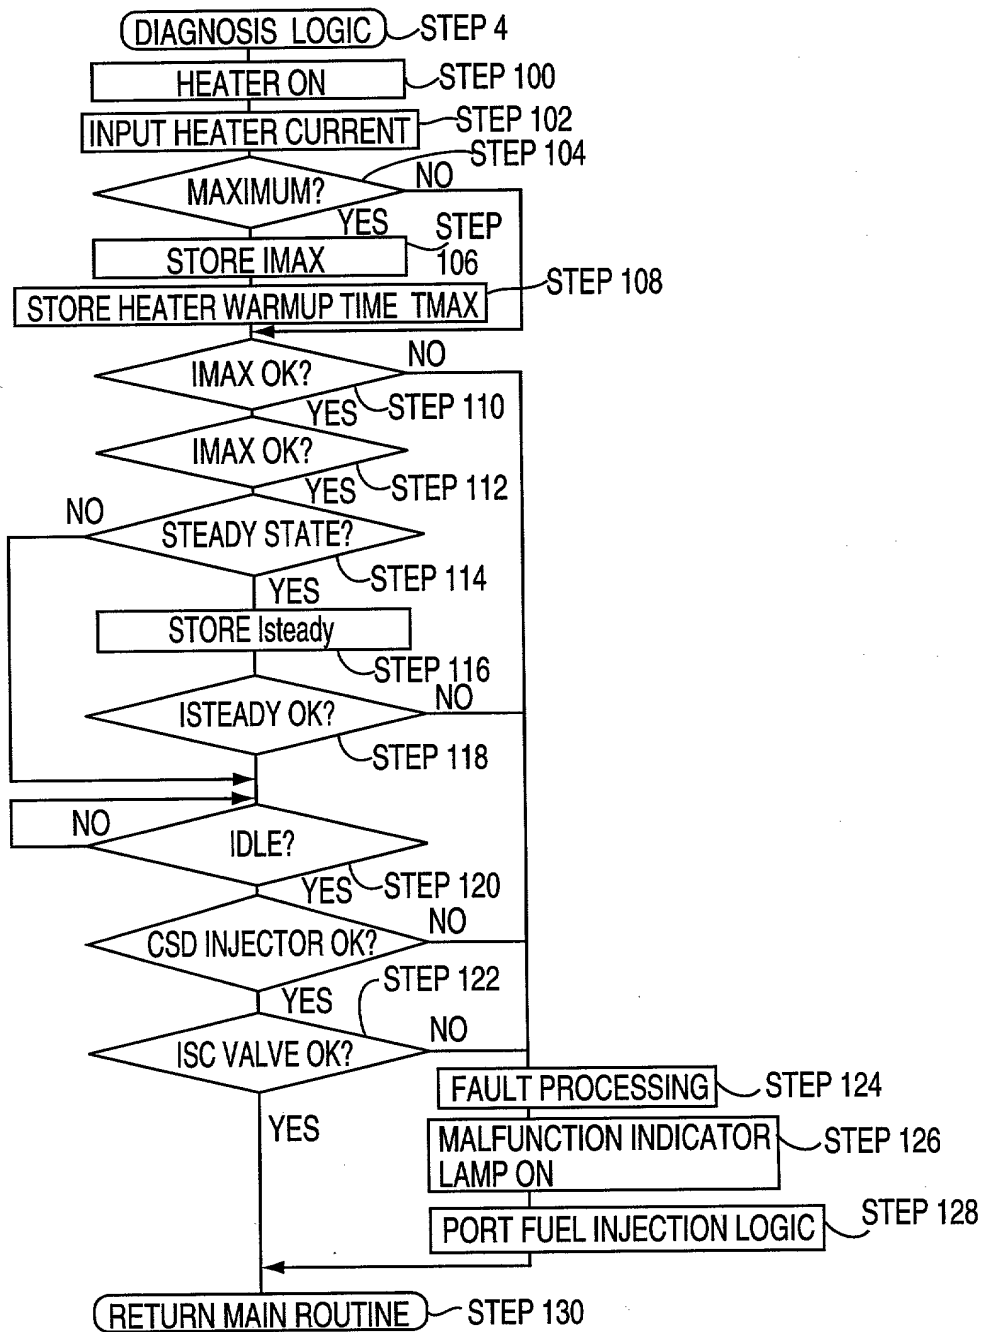 DIAGNOSIS LOGIC
STEP 4
HEATER ON
STEP 100
INPUT HEATER CURRENT
STEP 102
STEP 104
MAXIMUM?
NO
YES
STEP
106
STORE IMAX
STEP 108
STORE HEATER WARMUP TIME TMAX
IMAX OK?
NO
YES
STEP 110
IMAX OK?
YES
STEP 112
NO
STEADY STATE?
STEP 114
YES
STORE Isteady
STEP 116
NO
ISTEADY OK?
STEP 118
NO
IDLE?
YES
STEP 120
NO
CSD INJECTOR OK?
STEP 122
YES
NO
ISC VALVE OK?
FAULT PROCESSING
STEP 124
YES
MALFUNCTION INDICATOR
LAMP ON
STEP 126
PORT FUEL INJECTION LOGIC
STEP 128
RETURN MAIN ROUTINE
STEP 130